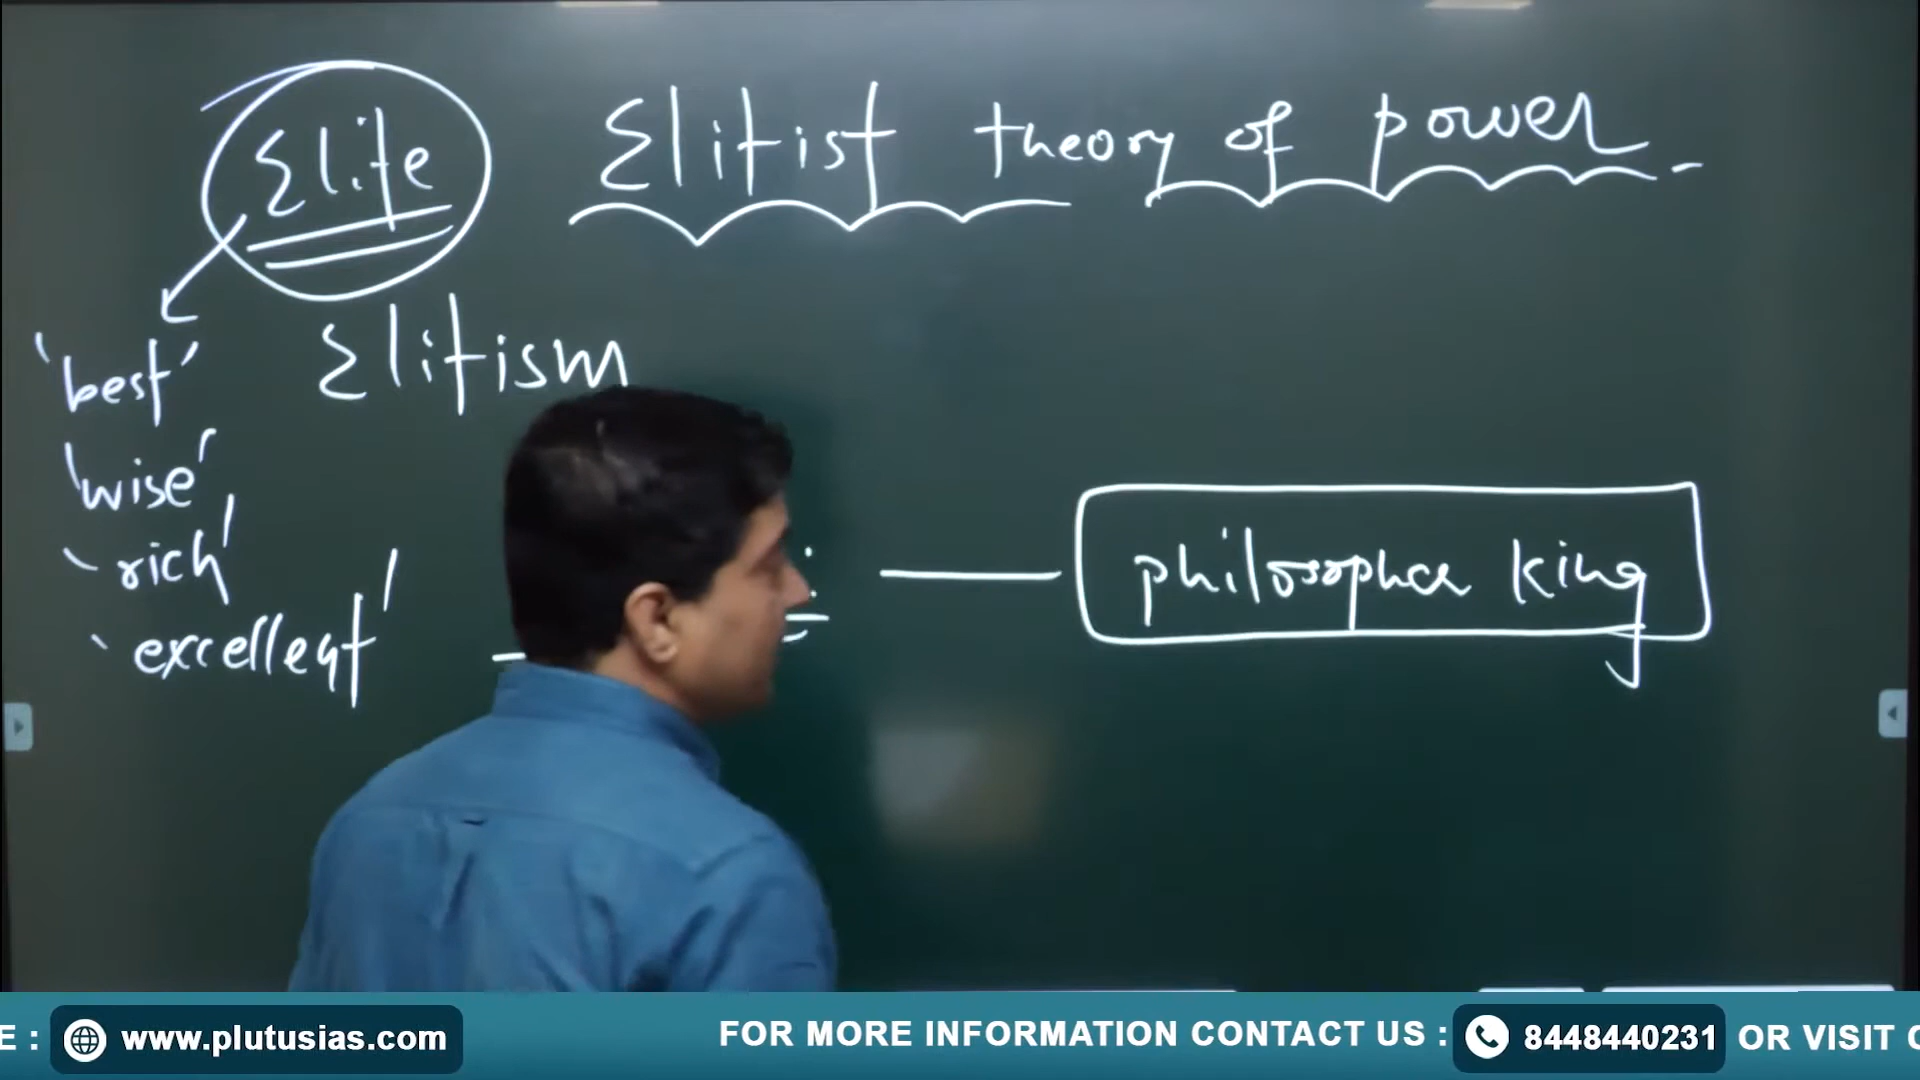 Elite
Elitist theory of power
Elitism
'best'
'wise'
'rich'
'excellent'
philosopher king
www.plutusias.com
FOR MORE INFORMATION CONTACT US :
8448440231
OR VISIT